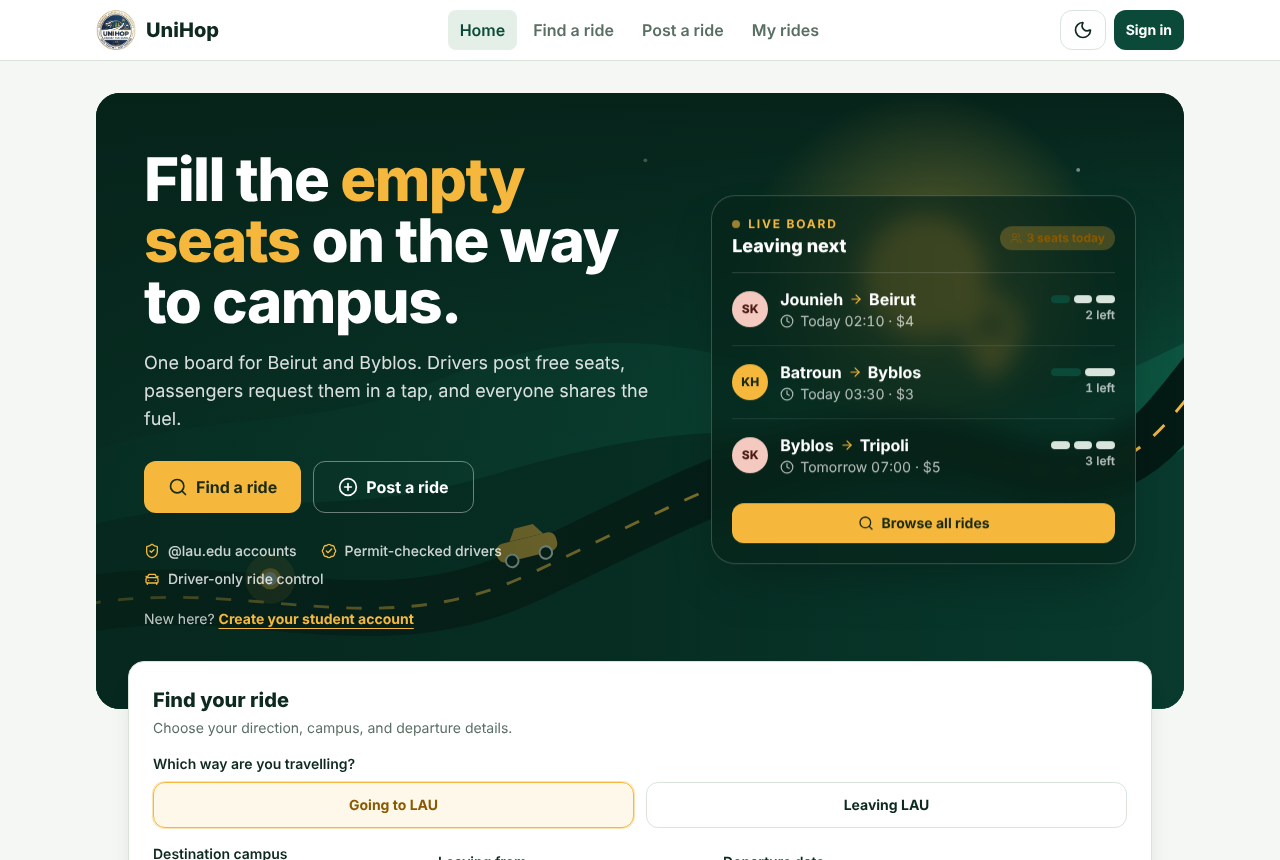 UNIHOP
UniHop
Home
Find a ride
Post a ride
My rides
Sign in
Fill the empty
seats on the way
to campus.
One board for Beirut and Byblos. Drivers post free seats,
passengers request them in a tap, and everyone shares the
fuel.
Find a ride
Post a ride
@lau.edu accounts
Permit-checked drivers
Driver-only ride control
New here? Create your student account
LIVE BOARD
Leaving next
3 seats today
SK
Jounieh → Beirut
Today 02:10 · $4
2 left
KH
Batroun → Byblos
Today 03:30 · $3
1 left
SK
Byblos → Tripoli
Tomorrow 07:00 · $5
3 left
Browse all rides
Find your ride
Choose your direction, campus, and departure details.
Which way are you travelling?
Going to LAU
Leaving LAU
Destination campus
Leaving from
Departure date